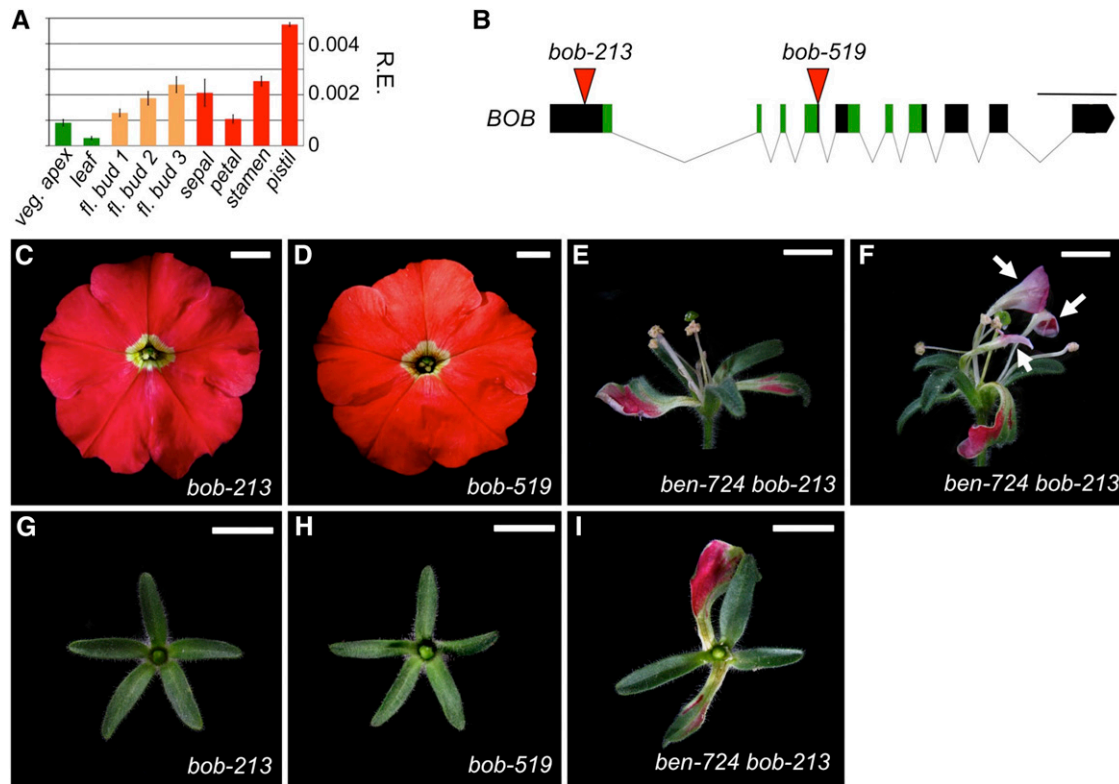 A
0.004
0.002
0
R.E.
veg. apex
leaf
fl. bud 1
fl. bud 2
fl. bud 3
sepal
petal
stamen
pistil
B
bob-213
bob-519
BOB
C
bob-213
D
bob-519
E
ben-724 bob-213
F
ben-724 bob-213
G
bob-213
H
bob-519
I
ben-724 bob-213